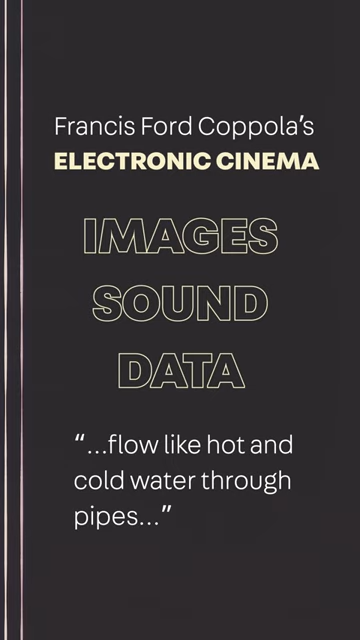 Francis Ford Coppola’s
ELECTRONIC CINEMA
IMAGES
SOUND
DATA
“…flow like hot and
cold water through
pipes…”